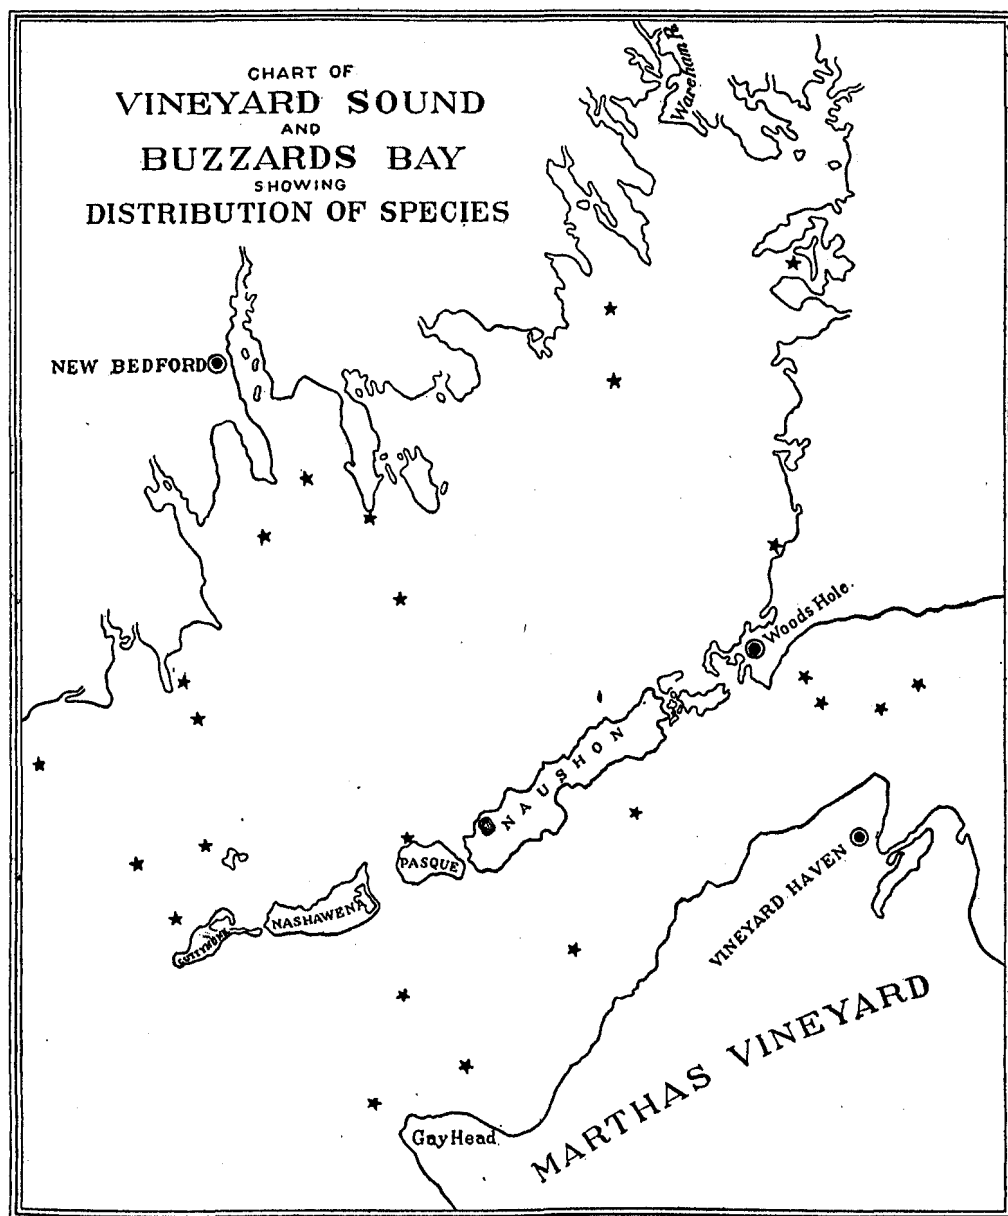 CHART OF
VINEYARD SOUND
AND
BUZZARDS BAY
SHOWING
DISTRIBUTION OF SPECIES
Wareham R.
NEW BEDFORD
Woods Hole.
NAUSHON
PASQUE
NASHAWENA
CUTTYHUNK
VINEYARD HAVEN
MARTHAS VINEYARD
Gay Head